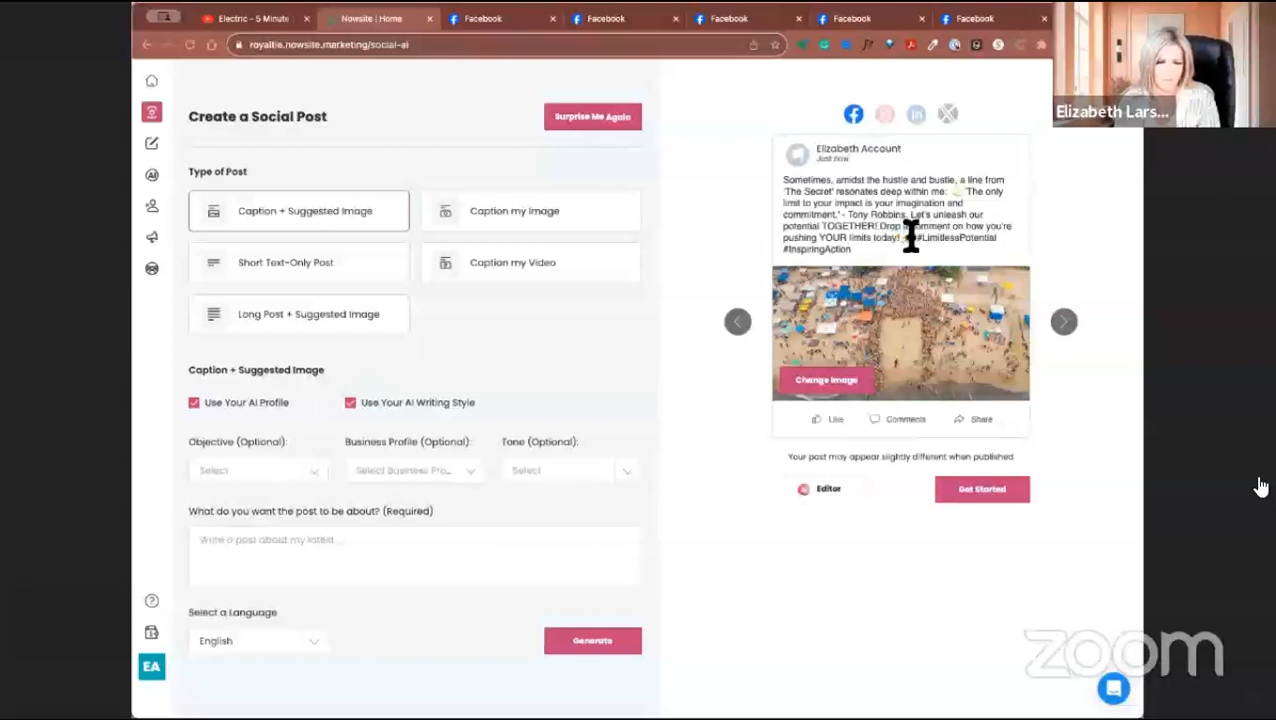 Electric - 5 Minute
Nowsite | Home
Facebook
Facebook
Facebook
Facebook
Facebook
royaltie.nowsite.marketing/social-ai
Elizabeth Lars...
Create a Social Post
Surprise Me Again
Type of Post
Caption + Suggested Image
Caption my Image
Short Text-Only Post
Caption my Video
Long Post + Suggested Image
Caption + Suggested Image
Use Your AI Profile
Use Your AI Writing Style
Objective (Optional):
Business Profile (Optional):
Tone (Optional):
Select
Select Business Pro...
Select
What do you want the post to be about? (Required)
Write a post about my latest ...
Select a Language
English
Generate
EA
Elizabeth Account
Just now
Sometimes, amidst the hustle and bustle, a line from
'The Secret' resonates deep within me: 'The only
limit to your impact is your imagination and
commitment,' - Tony Robbins. Let's unleash our
potential TOGETHER! Drop a comment on how you're
pushing YOUR limits today! #LimitlessPotential
#InspiringAction
Change Image
Like
Comments
Share
Your post may appear slightly different when published
Editor
Get Started
zoom